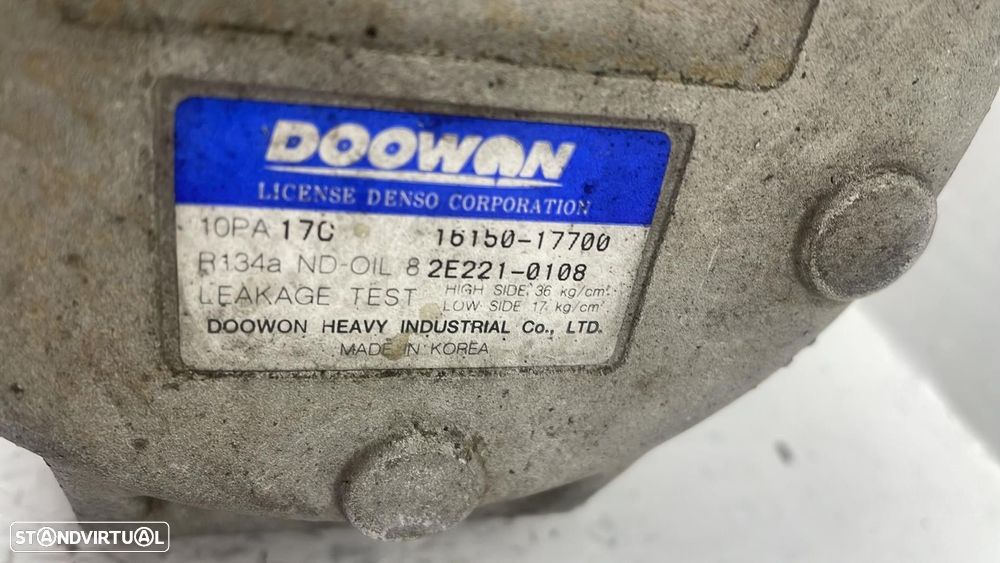 DOOWON
LICENSE DENSO CORPORATION
10PA 17C 16150-17700
R134a ND-OIL 8 2E221-0108
LEAKAGE TEST HIGH SIDE 36 kg/cm²
LOW SIDE 17 kg/cm²
DOOWON HEAVY INDUSTRIAL Co., LTD.
MADE IN KOREA
STANDVIRTUAL